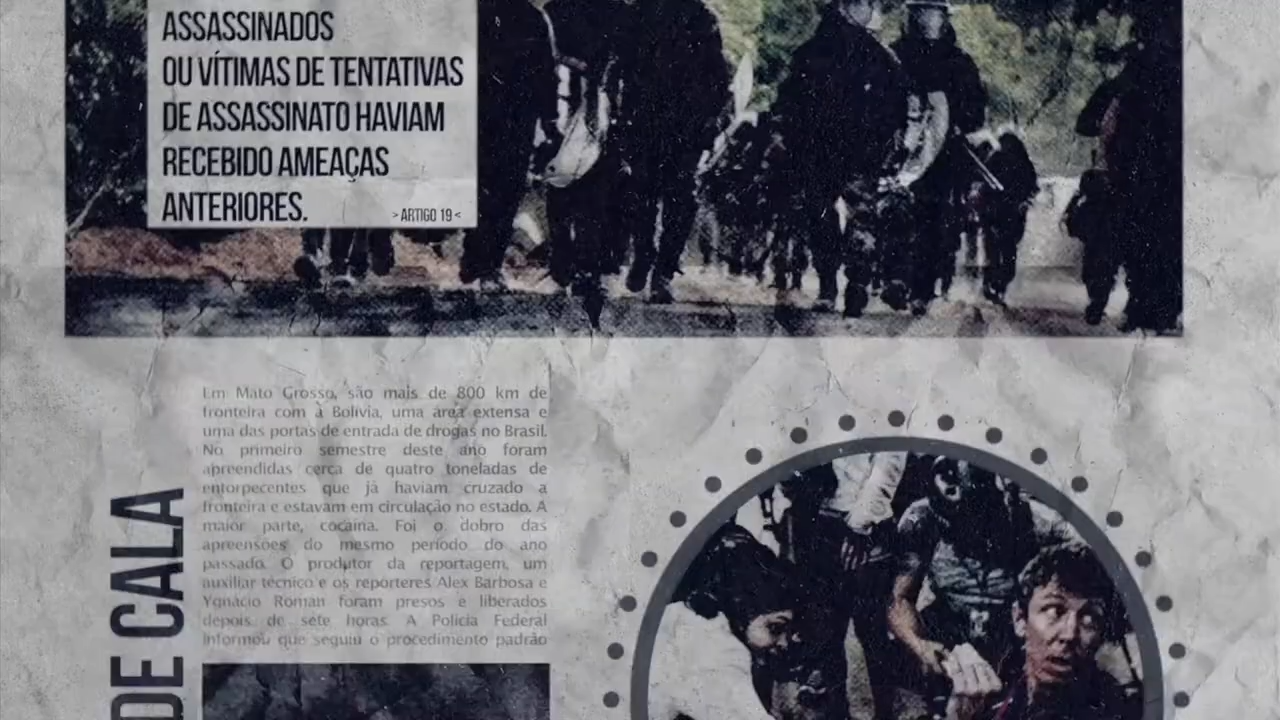 ASSASSINADOS
OU VÍTIMAS DE TENTATIVAS
DE ASSASSINATO HAVIAM
RECEBIDO AMEAÇAS
ANTERIORES.
> ARTIGO 19 <
Em Mato Grosso, são mais de 800 km de
fronteira com a Bolívia, uma área extensa e
uma das portas de entrada de drogas no Brasil.
No primeiro semestre deste ano foram
apreendidas cerca de quatro toneladas de
entorpecentes que já haviam cruzado a
fronteira e estavam em circulação no estado. A
maior parte, cocaína. Foi o dobro das
apreensões do mesmo período do ano
passado. O produtor da reportagem, um
auxiliar técnico e os repórteres Alex Barbosa e
Ygnácio Roman foram presos e liberados
depois de sete horas. A Polícia Federal
informou que seguiu o procedimento padrão
DE CALA